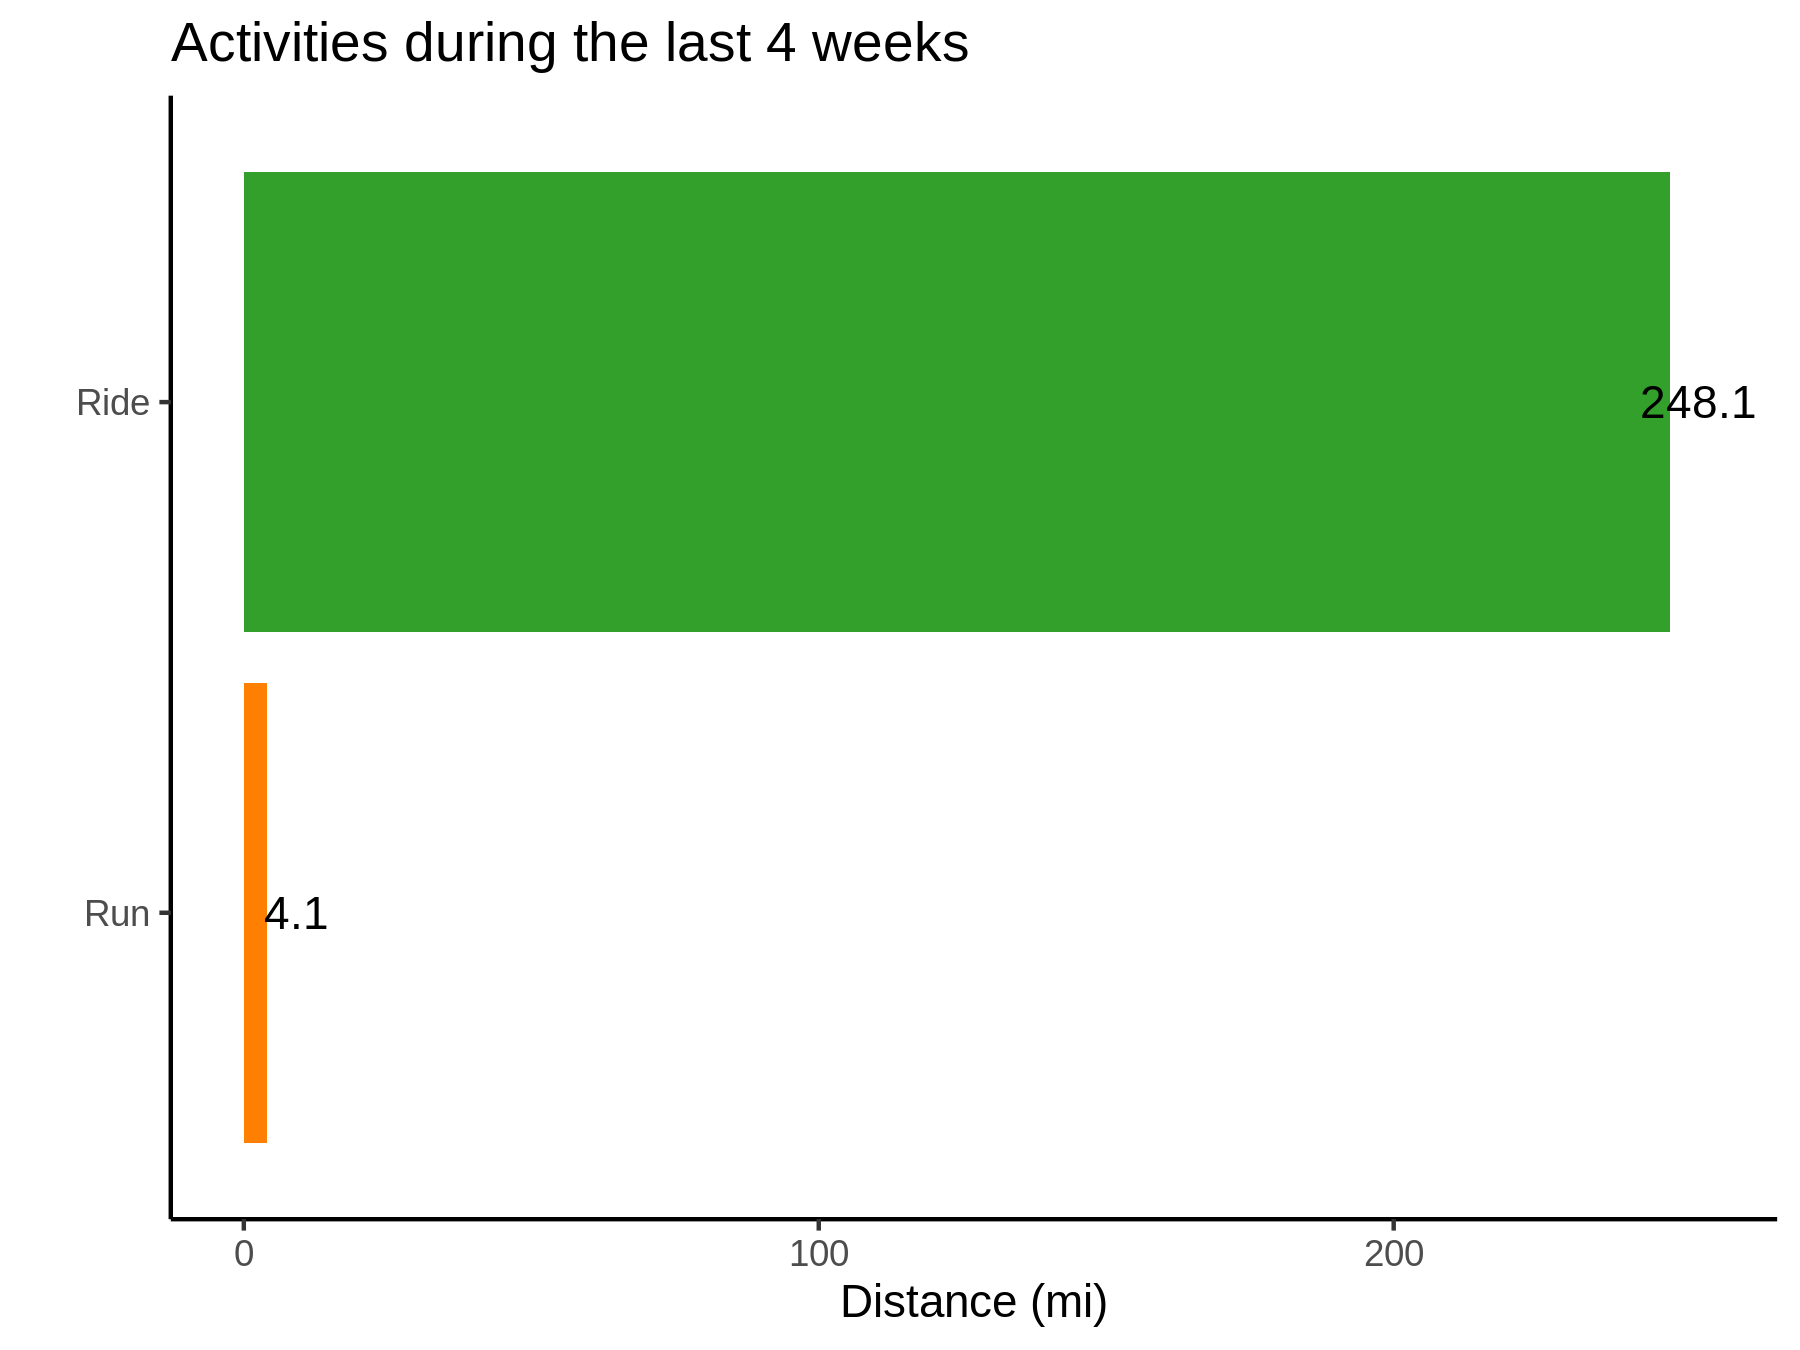 Activities during the last 4 weeks
Ride
248.1
Run
4.1
0 100 200
Distance (mi)